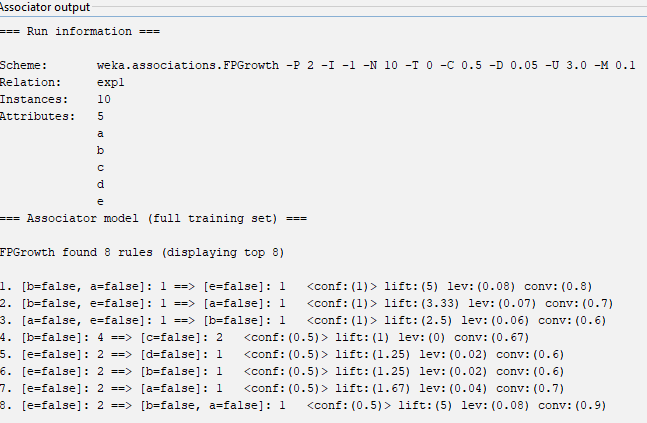 Associator output
=== Run information ===
Scheme: weka.associations.FPGrowth -P 2 -I -1 -N 10 -T 0 -C 0.5 -D 0.05 -U 3.0 -M 0.1
Relation: exp1
Instances: 10
Attributes: 5
a
b
c
d
e
=== Associator model (full training set) ===
FPGrowth found 8 rules (displaying top 8)
1. [b=false, a=false]: 1 ==> [e=false]: 1 <conf:(1)> lift:(5) lev:(0.08) conv:(0.8)
2. [b=false, e=false]: 1 ==> [a=false]: 1 <conf:(1)> lift:(3.33) lev:(0.07) conv:(0.7)
3. [a=false, e=false]: 1 ==> [b=false]: 1 <conf:(1)> lift:(2.5) lev:(0.06) conv:(0.6)
4. [b=false]: 4 ==> [c=false]: 2 <conf:(0.5)> lift:(1) lev:(0) conv:(0.67)
5. [e=false]: 2 ==> [d=false]: 1 <conf:(0.5)> lift:(1.25) lev:(0.02) conv:(0.6)
6. [e=false]: 2 ==> [b=false]: 1 <conf:(0.5)> lift:(1.25) lev:(0.02) conv:(0.6)
7. [e=false]: 2 ==> [a=false]: 1 <conf:(0.5)> lift:(1.67) lev:(0.04) conv:(0.7)
8. [e=false]: 2 ==> [b=false, a=false]: 1 <conf:(0.5)> lift:(5) lev:(0.08) conv:(0.9)